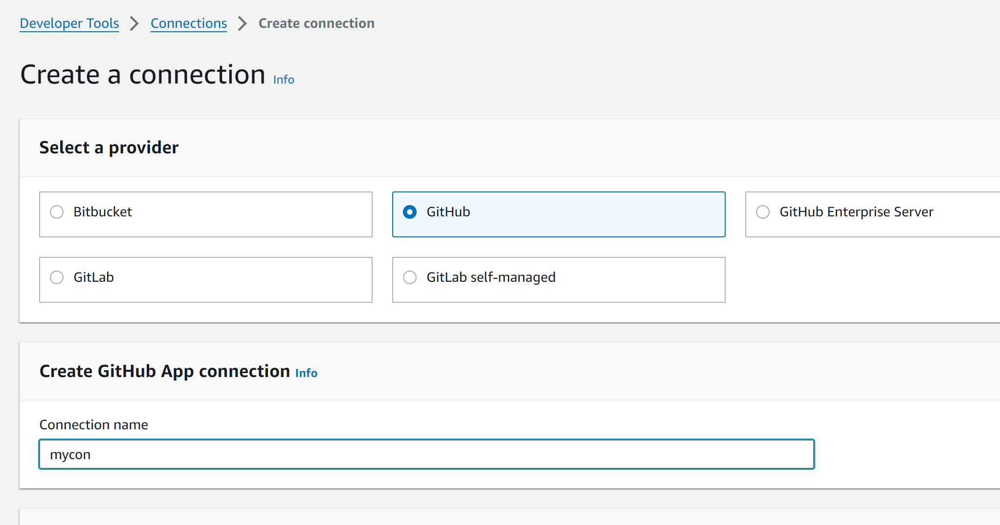 Developer Tools > Connections > Create connection
Create a connection Info
Select a provider
Bitbucket GitHub GitHub Enterprise Server
GitLab GitLab self-managed
Create GitHub App connection Info
Connection name
mycon